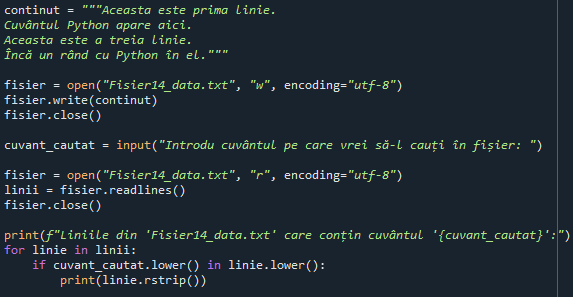 continut = """Aceasta este prima linie.
Cuvântul Python apare aici.
Aceasta este a treia linie.
Încă un rând cu Python în el."""

fisier = open("Fisier14_data.txt", "w", encoding="utf-8")
fisier.write(continut)
fisier.close()

cuvant_cautat = input("Introdu cuvântul pe care vrei să-l cauți în fișier: ")

fisier = open("Fisier14_data.txt", "r", encoding="utf-8")
linii = fisier.readlines()
fisier.close()

print(f"Liniile din 'Fisier14_data.txt' care conțin cuvântul '{cuvant_cautat}':")
for linie in linii:
    if cuvant_cautat.lower() in linie.lower():
        print(linie.rstrip())